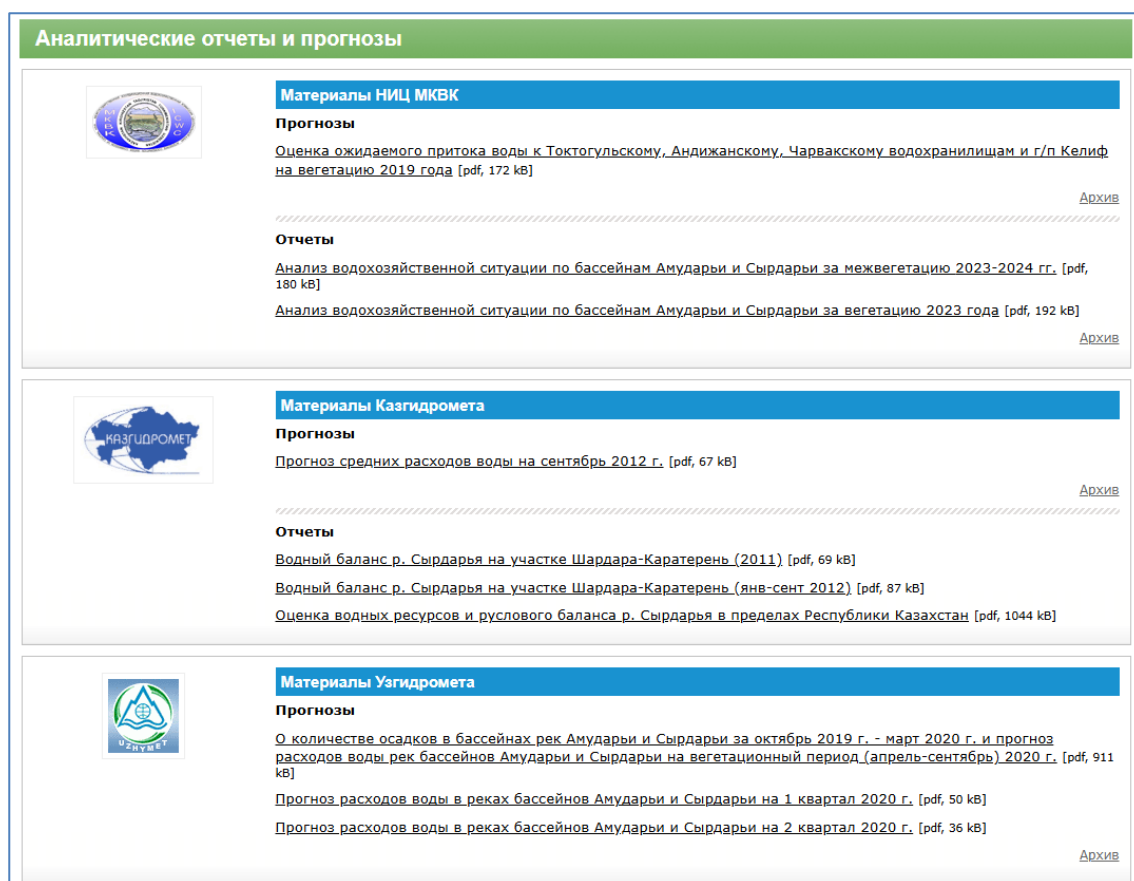 Аналитические отчеты и прогнозы
МКВК
ICWC
Материалы НИЦ МКВК
Прогнозы
Оценка ожидаемого притока воды к Токтогульскому, Андижанскому, Чарвакскому водохранилищам и г/п Келиф
на вегетацию 2019 года [pdf, 172 kB]
Архив
Отчеты
Анализ водохозяйственной ситуации по бассейнам Амударьи и Сырдарьи за межвегетацию 2023-2024 гг. [pdf,
180 kB]
Анализ водохозяйственной ситуации по бассейнам Амударьи и Сырдарьи за вегетацию 2023 года [pdf, 192 kB]
Архив
КАЗГИДРОМЕТ
Материалы Казгидромета
Прогнозы
Прогноз средних расходов воды на сентябрь 2012 г. [pdf, 67 kB]
Архив
Отчеты
Водный баланс р. Сырдарья на участке Шардара-Каратерень (2011) [pdf, 69 kB]
Водный баланс р. Сырдарья на участке Шардара-Каратерень (янв-сент 2012) [pdf, 87 kB]
Оценка водных ресурсов и руслового баланса р. Сырдарья в пределах Республики Казахстан [pdf, 1044 kB]
UZHYMET
Материалы Узгидромета
Прогнозы
О количестве осадков в бассейнах рек Амударьи и Сырдарьи за октябрь 2019 г. - март 2020 г. и прогноз
расходов воды рек бассейнов Амударьи и Сырдарьи на вегетационный период (апрель-сентябрь) 2020 г. [pdf, 911
kB]
Прогноз расходов воды в реках бассейнов Амударьи и Сырдарьи на 1 квартал 2020 г. [pdf, 50 kB]
Прогноз расходов воды в реках бассейнов Амударьи и Сырдарьи на 2 квартал 2020 г. [pdf, 36 kB]
Архив